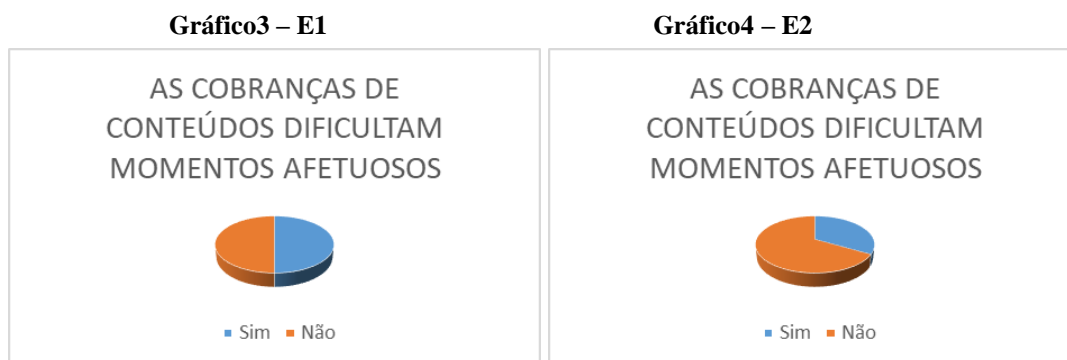 Gráfico3 – E1
Gráfico4 – E2
AS COBRANÇAS DE
CONTEÚDOS DIFICULTAM
MOMENTOS AFETUOSOS
Sim Não
AS COBRANÇAS DE
CONTEÚDOS DIFICULTAM
MOMENTOS AFETUOSOS
Sim Não